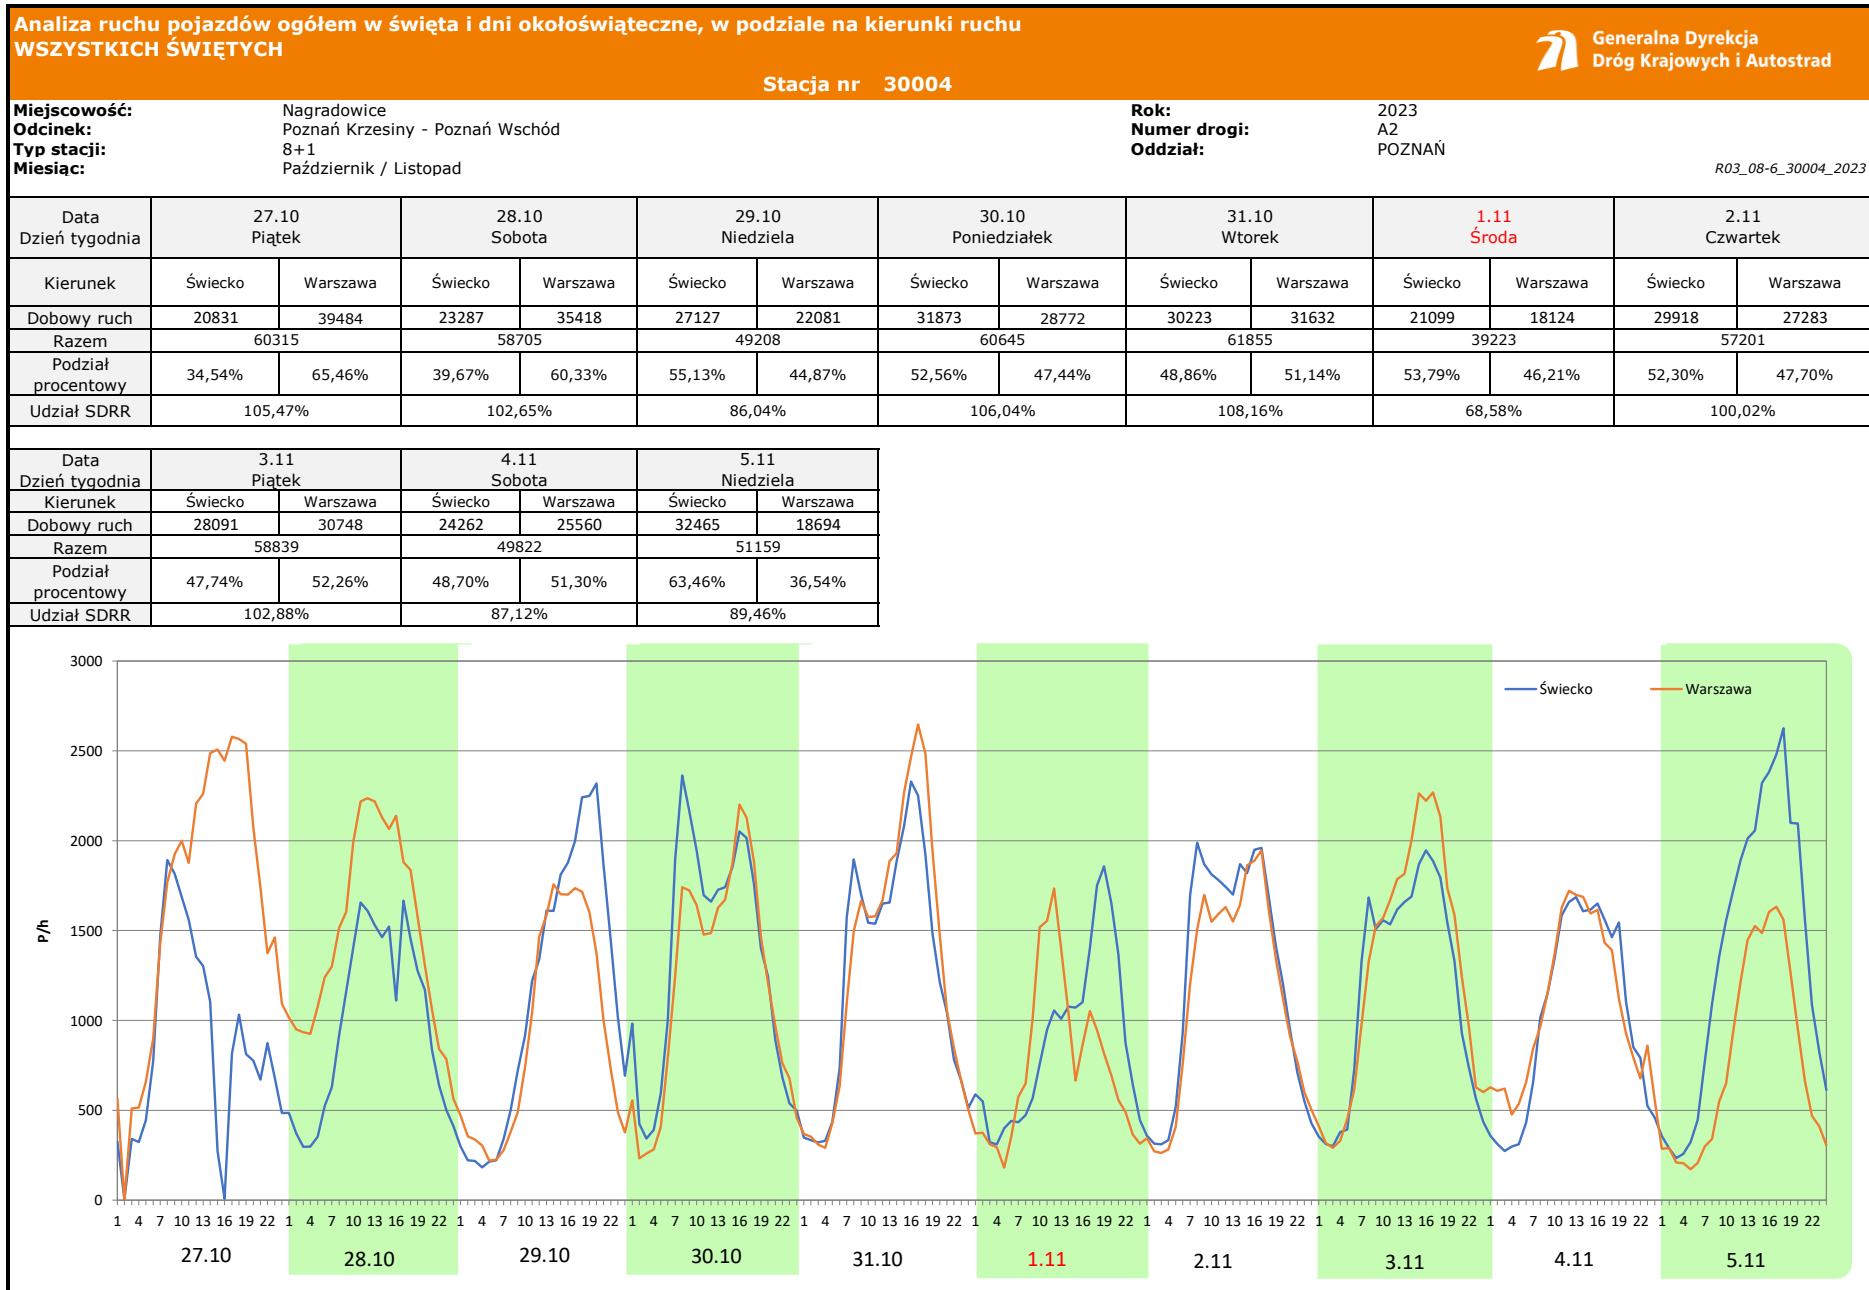 Analiza ruchu pojazdów ogółem w święta i dni okołoświąteczne, w podziale na kierunki ruchu
WSZYSTKICH ŚWIĘTYCH
Generalna Dyrekcja
Dróg Krajowych i Autostrad
Stacja nr 30004
Miejscowość: Nagradowice Rok: 2023
Odcinek: Poznań Krzesiny - Poznań Wschód Numer drogi: A2
Typ stacji: 8+1 Oddział: POZNAŃ
Miesiąc: Październik / Listopad R03_08-6_30004_2023
Data 27.10 28.10 29.10 30.10 31.10 1.11 2.11
Dzień tygodnia Piątek Sobota Niedziela Poniedziałek Wtorek Środa Czwartek
Kierunek Świecko Warszawa Świecko Warszawa Świecko Warszawa Świecko Warszawa Świecko Warszawa Świecko Warszawa Świecko Warszawa
Dobowy ruch 20831 39484 23287 35418 27127 22081 31873 28772 30223 31632 21099 18124 29918 27283
Razem 60315 58705 49208 60645 61855 39223 57201
Podział
procentowy 34,54% 65,46% 39,67% 60,33% 55,13% 44,87% 52,56% 47,44% 48,86% 51,14% 53,79% 46,21% 52,30% 47,70%
Udział SDRR 105,47% 102,65% 86,04% 106,04% 108,16% 68,58% 100,02%
Data 3.11 4.11 5.11
Dzień tygodnia Piątek Sobota Niedziela
Kierunek Świecko Warszawa Świecko Warszawa Świecko Warszawa
Dobowy ruch 28091 30748 24262 25560 32465 18694
Razem 58839 49822 51159
Podział
procentowy 47,74% 52,26% 48,70% 51,30% 63,46% 36,54%
Udział SDRR 102,88% 87,12% 89,46%
3000
Świecko Warszawa
2500
2000
1500
P/h
1000
500
0
1 4 7 10 13 16 19 22 1 4 7 10 13 16 19 22 1 4 7 10 13 16 19 22 1 4 7 10 13 16 19 22 1 4 7 10 13 16 19 22 1 4 7 10 13 16 19 22 1 4 7 10 13 16 19 22 1 4 7 10 13 16 19 22 1 4 7 10 13 16 19 22 1 4 7 10 13 16 19 22
27.10 28.10 29.10 30.10 31.10 1.11 2.11 3.11 4.11 5.11